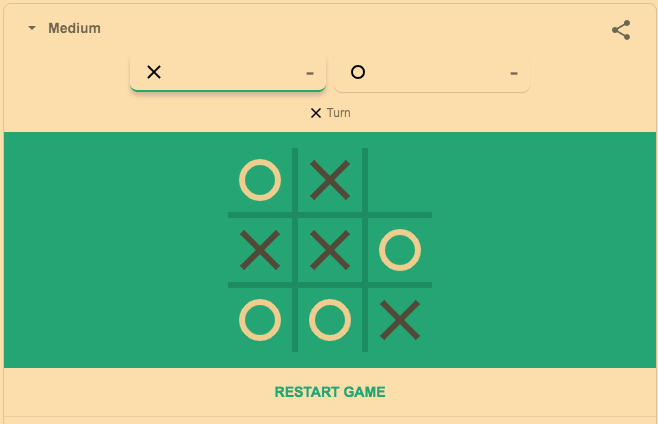 Medium
- -
Turn
RESTART GAME